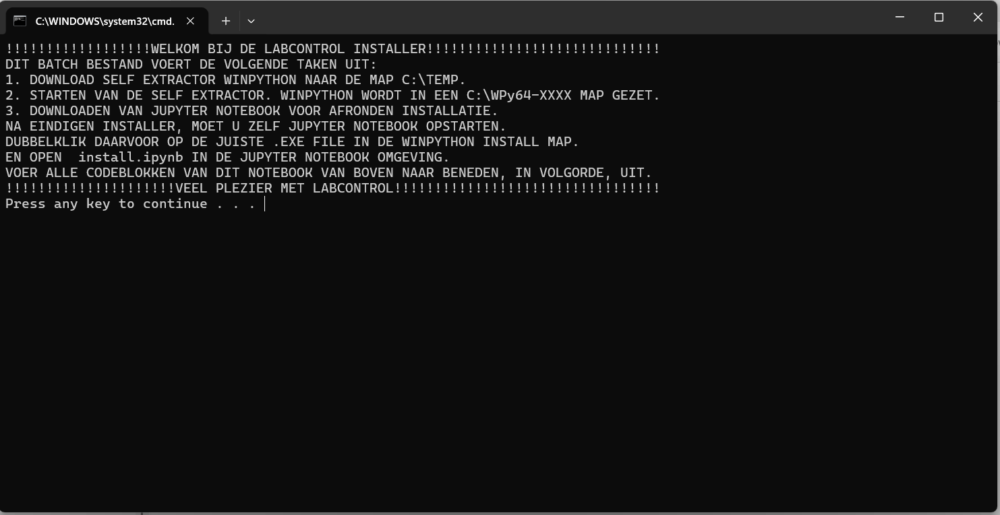 C:\WINDOWS\system32\cmd.
!!!!!!!!!!!!!!!!!!WELKOM BIJ DE LABCONTROL INSTALLER!!!!!!!!!!!!!!!!!!!!!!!!!!!!!
DIT BATCH BESTAND VOERT DE VOLGENDE TAKEN UIT:
1. DOWNLOAD SELF EXTRACTOR WINPYTHON NAAR DE MAP C:\TEMP.
2. STARTEN VAN DE SELF EXTRACTOR. WINPYTHON WORDT IN EEN C:\WPy64-XXXX MAP GEZET.
3. DOWNLOADEN VAN JUPYTER NOTEBOOK VOOR AFRONDEN INSTALLATIE.
NA EINDIGEN INSTALLER, MOET U ZELF JUPYTER NOTEBOOK OPSTARTEN.
DUBBELKLIK DAARVOOR OP DE JUISTE .EXE FILE IN DE WINPYTHON INSTALL MAP.
EN OPEN  install.ipynb IN DE JUPYTER NOTEBOOK OMGEVING.
VOER ALLE CODEBLOKKEN VAN DIT NOTEBOOK VAN BOVEN NAAR BENEDEN, IN VOLGORDE, UIT.
!!!!!!!!!!!!!!!!!!!!!VEEL PLEZIER MET LABCONTROL!!!!!!!!!!!!!!!!!!!!!!!!!!!!!!!!!
Press any key to continue . . .